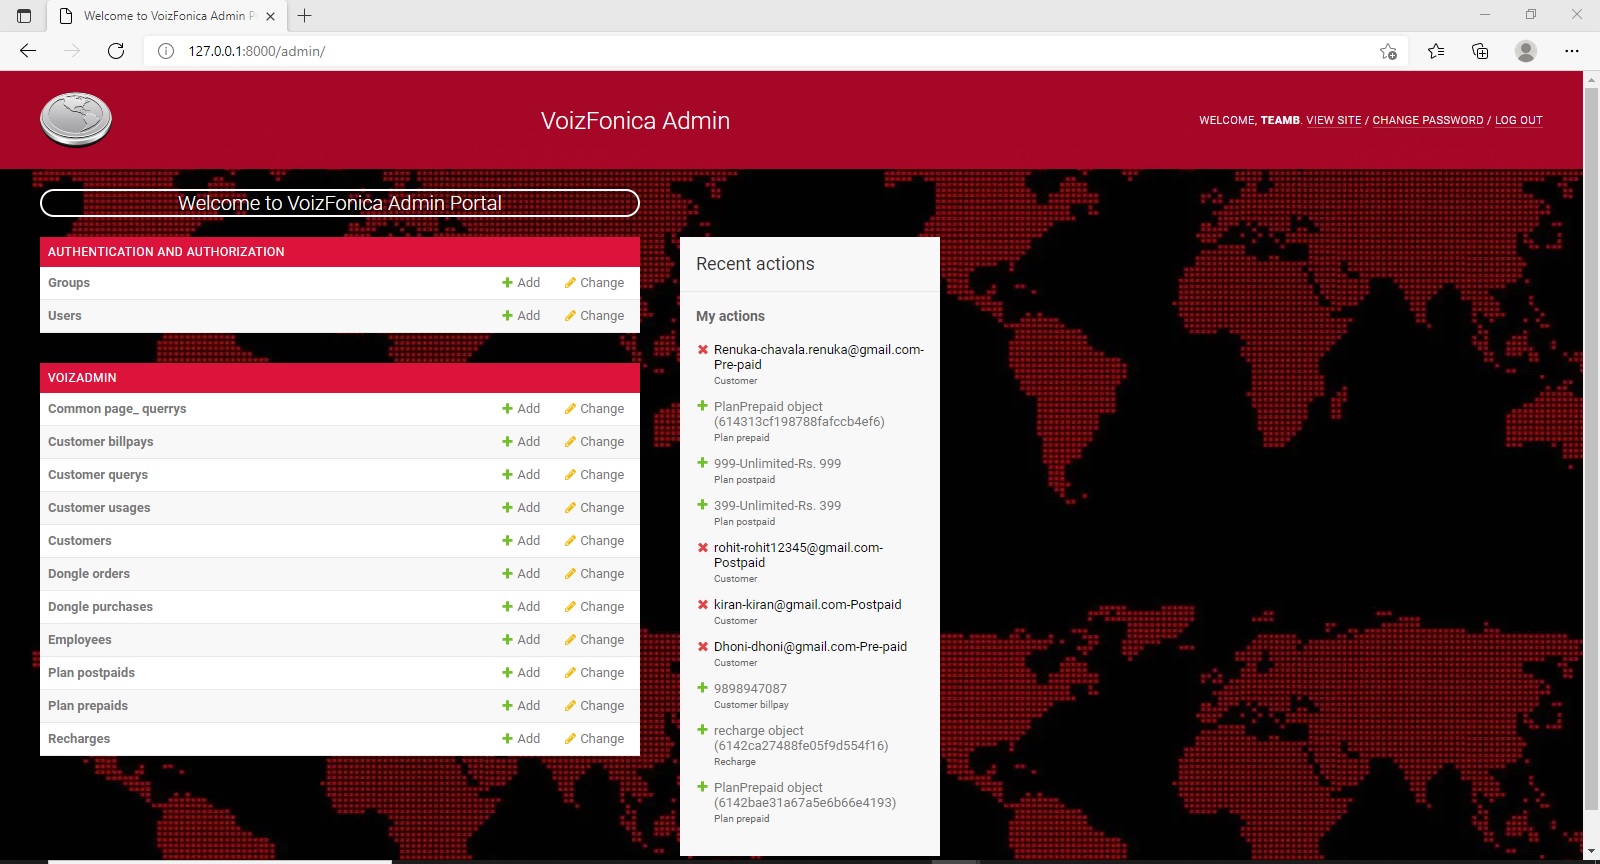 Welcome to VoizFonica Admin P
127.0.0.1:8000/admin/
VoizFonica Admin
WELCOME, TEAMB. VIEW SITE / CHANGE PASSWORD / LOG OUT
Welcome to VoizFonica Admin Portal
AUTHENTICATION AND AUTHORIZATION
Groups Add Change
Users Add Change
VOIZADMIN
Common page_ querrys Add Change
Customer billpays Add Change
Customer querys Add Change
Customer usages Add Change
Customers Add Change
Dongle orders Add Change
Dongle purchases Add Change
Employees Add Change
Plan postpaids Add Change
Plan prepaids Add Change
Recharges Add Change
Recent actions
My actions
Renuka-chavala.renuka@gmail.com-
Pre-paid
Customer
PlanPrepaid object
(614313cf198788fafccb4ef6)
Plan prepaid
999-Unlimited-Rs. 999
Plan postpaid
399-Unlimited-Rs. 399
Plan postpaid
rohit-rohit12345@gmail.com-
Postpaid
Customer
kiran-kiran@gmail.com-Postpaid
Customer
Dhoni-dhoni@gmail.com-Pre-paid
Customer
9898947087
Customer billpay
recharge object
(6142ca27488fe05f9d554f16)
Recharge
PlanPrepaid object
(6142bae31a67a5e6b66e4193)
Plan prepaid